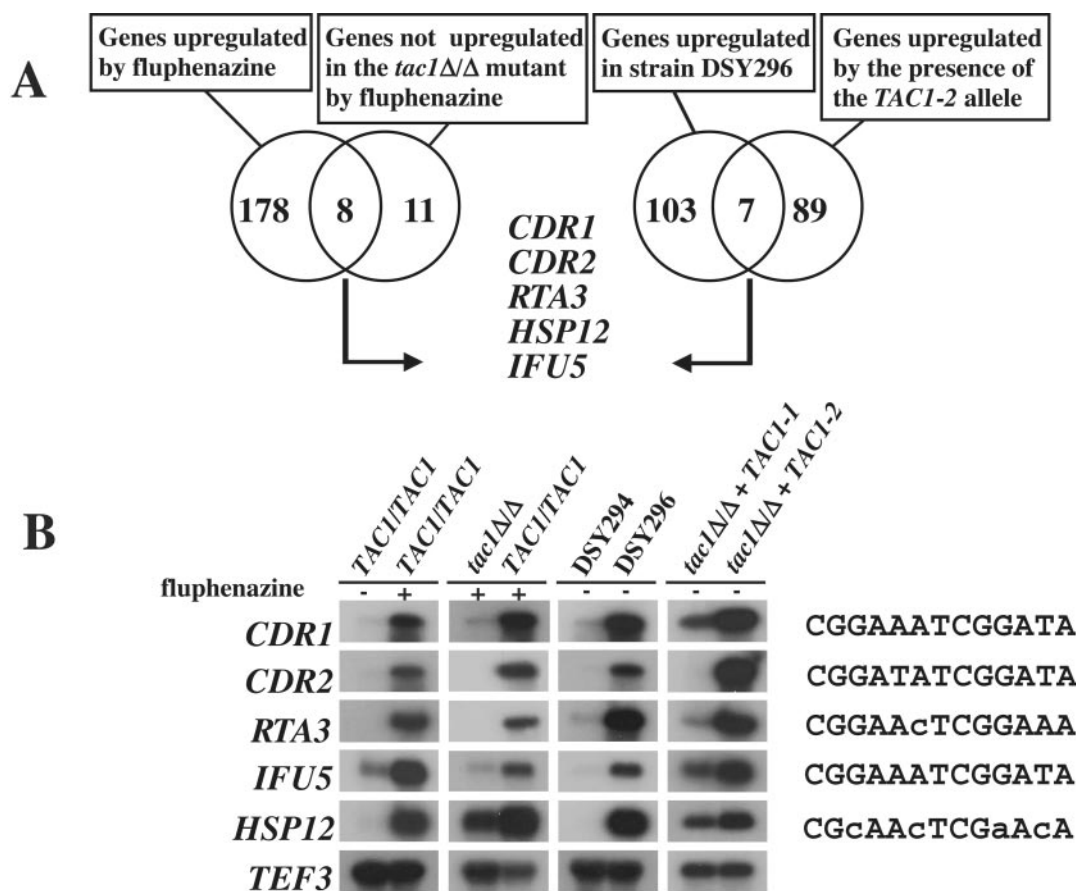 A
Genes upregulated
by fluphenazine
Genes not upregulated
in the tac1Δ/Δ mutant
by fluphenazine
Genes upregulated
in strain DSY296
Genes upregulated
by the presence of
the TAC1-2 allele
178 8 11
103 7 89
CDR1
CDR2
RTA3
HSP12
IFU5
B
TAC1/TAC1
TAC1/TAC1
tac1Δ/Δ
TAC1/TAC1
DSY294
DSY296
tac1Δ/Δ + TAC1-1
tac1Δ/Δ + TAC1-2
fluphenazine - + + + - - - -
CDR1 CGGAAATCGGATA
CDR2 CGGATATCGGATA
RTA3 CGGAAcTCGGAAA
IFU5 CGGAAATCGGATA
HSP12 CGcAAcTCGaAcA
TEF3